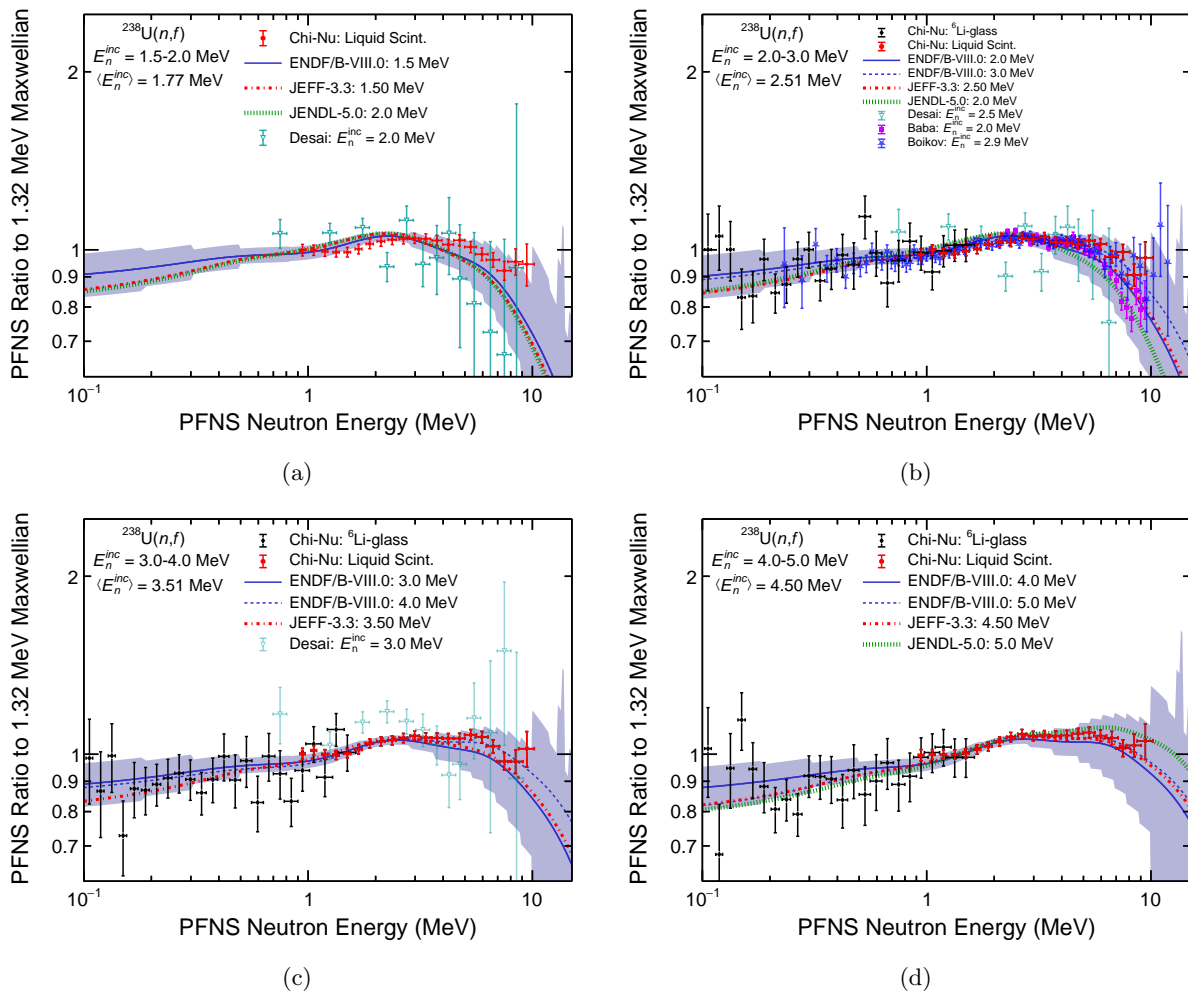 ²³⁸U(n,f)
E_n^inc = 1.5-2.0 MeV
⟨E_n^inc⟩ = 1.77 MeV
Chi-Nu: Liquid Scint.
ENDF/B-VIII.0: 1.5 MeV
JEFF-3.3: 1.50 MeV
JENDL-5.0: 2.0 MeV
Desai: E_n^inc = 2.0 MeV
PFNS Ratio to 1.32 MeV Maxwellian
2
1
0.9
0.8
0.7
10⁻¹ 1 10
PFNS Neutron Energy (MeV)
(a)
²³⁸U(n,f)
E_n^inc = 2.0-3.0 MeV
⟨E_n^inc⟩ = 2.51 MeV
Chi-Nu: ⁶Li-glass
Chi-Nu: Liquid Scint.
ENDF/B-VIII.0: 2.0 MeV
ENDF/B-VIII.0: 3.0 MeV
JEFF-3.3: 2.50 MeV
JENDL-5.0: 2.0 MeV
Desai: E_n^inc = 2.5 MeV
Baba: E_n^inc = 2.0 MeV
Boikov: E_n^inc = 2.9 MeV
PFNS Ratio to 1.32 MeV Maxwellian
2
1
0.9
0.8
0.7
10⁻¹ 1 10
PFNS Neutron Energy (MeV)
(b)
²³⁸U(n,f)
E_n^inc = 3.0-4.0 MeV
⟨E_n^inc⟩ = 3.51 MeV
Chi-Nu: ⁶Li-glass
Chi-Nu: Liquid Scint.
ENDF/B-VIII.0: 3.0 MeV
ENDF/B-VIII.0: 4.0 MeV
JEFF-3.3: 3.50 MeV
Desai: E_n^inc = 3.0 MeV
PFNS Ratio to 1.32 MeV Maxwellian
2
1
0.9
0.8
0.7
10⁻¹ 1 10
PFNS Neutron Energy (MeV)
(c)
²³⁸U(n,f)
E_n^inc = 4.0-5.0 MeV
⟨E_n^inc⟩ = 4.50 MeV
Chi-Nu: ⁶Li-glass
Chi-Nu: Liquid Scint.
ENDF/B-VIII.0: 4.0 MeV
ENDF/B-VIII.0: 5.0 MeV
JEFF-3.3: 4.50 MeV
JENDL-5.0: 5.0 MeV
PFNS Ratio to 1.32 MeV Maxwellian
2
1
0.9
0.8
0.7
10⁻¹ 1 10
PFNS Neutron Energy (MeV)
(d)